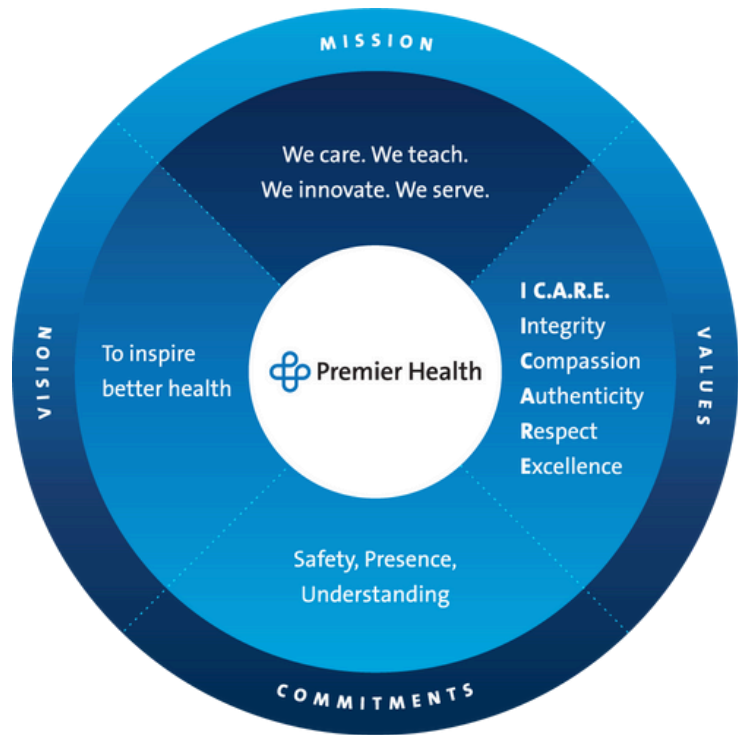 MISSION
We care. We teach.
We innovate. We serve.
VISION
To inspire
better health
Premier Health
I C.A.R.E.
Integrity
Compassion
Authenticity
Respect
Excellence
VALUES
Safety, Presence,
Understanding
COMMITMENTS